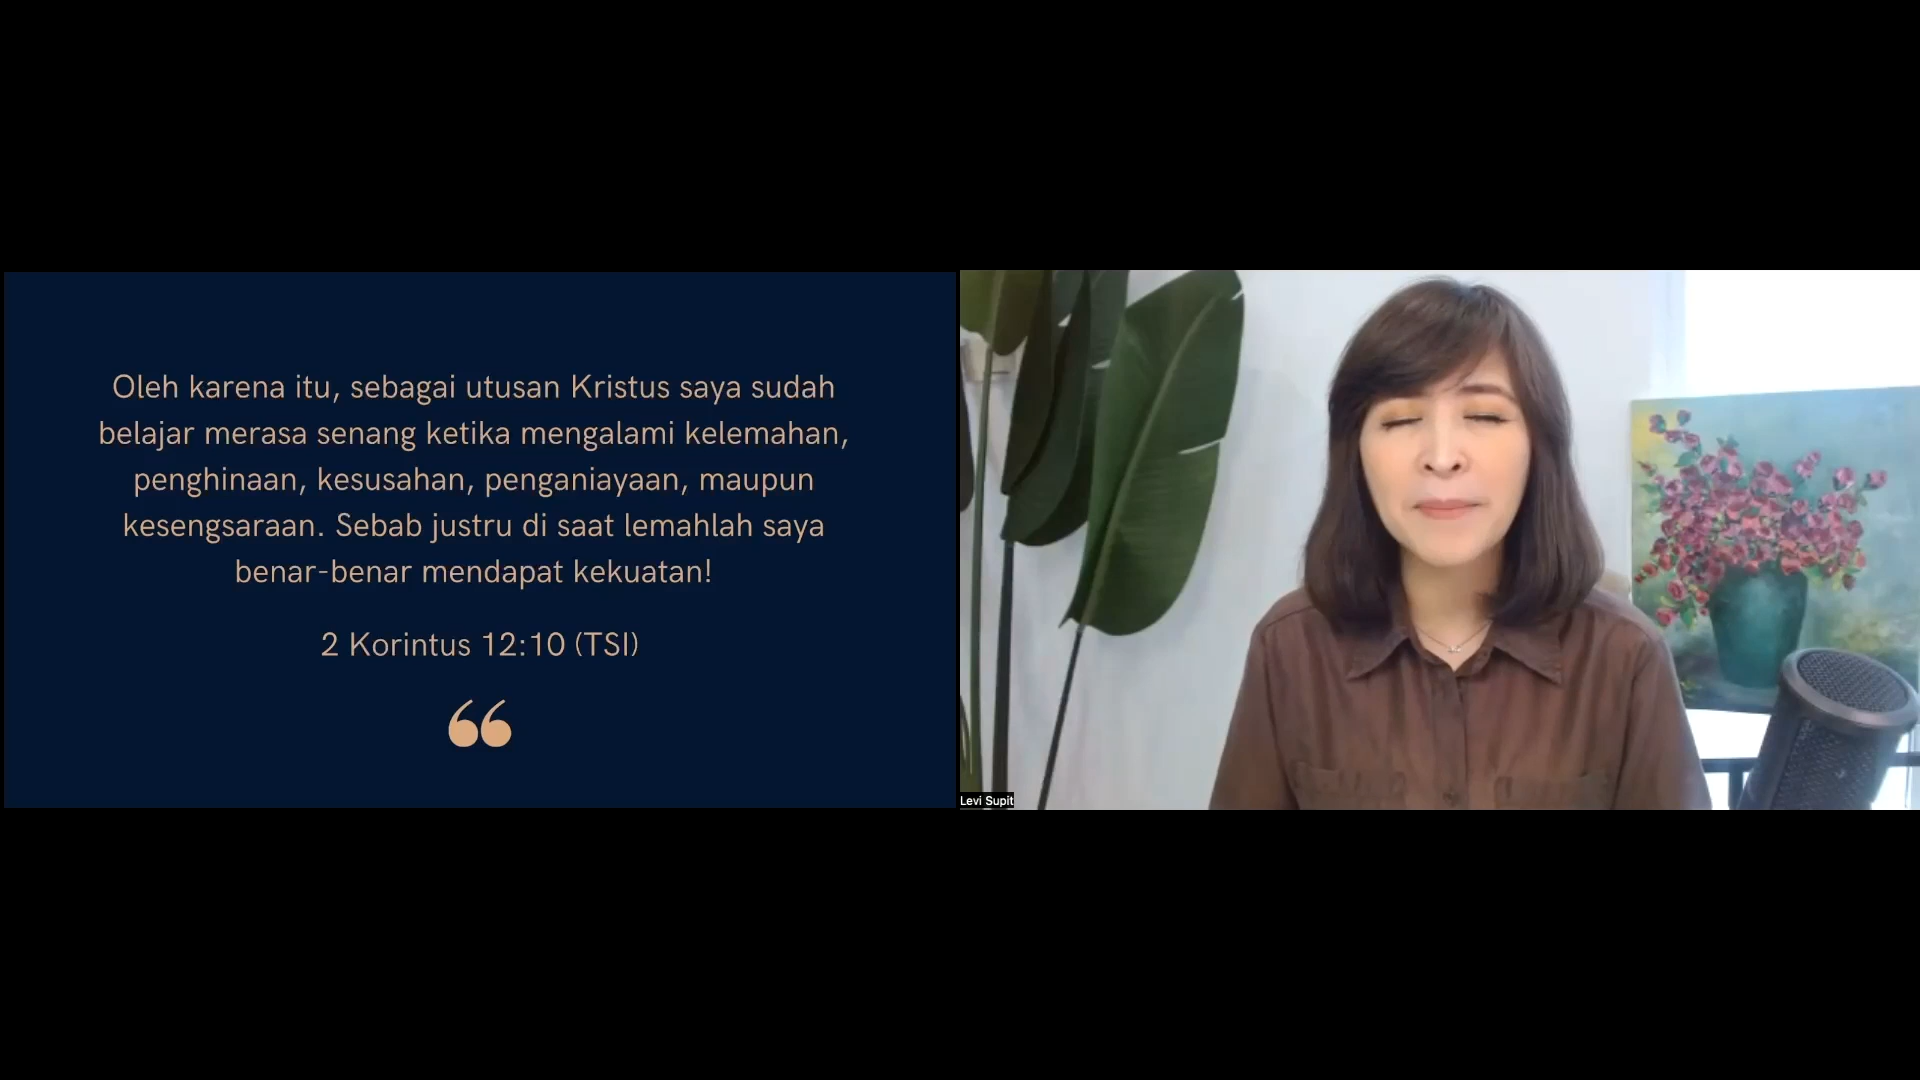 Oleh karena itu, sebagai utusan Kristus saya sudah
belajar merasa senang ketika mengalami kelemahan,
penghinaan, kesusahan, penganiayaan, maupun
kesengsaraan. Sebab justru di saat lemahlah saya
benar-benar mendapat kekuatan!
2 Korintus 12:10 (TSI)
“
Levi Supit